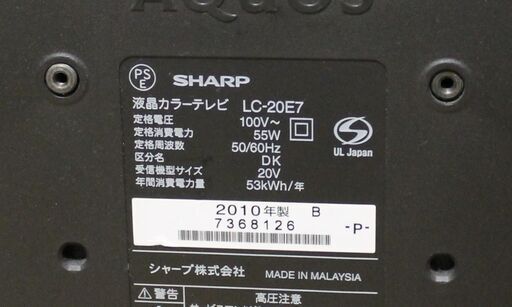 AQUOS
PS
E
SHARP
液晶カラーテレビ LC-20E7
定格電圧 100V～
定格消費電力 55W
定格周波数 50/60Hz
区分名 DK
受信機型サイズ 20V
年間消費電力量 53kWh/年
S
UL Japan
2010年製 B
7368126 -P-
シャープ株式会社 MADE IN MALAYSIA
警告 高圧注意